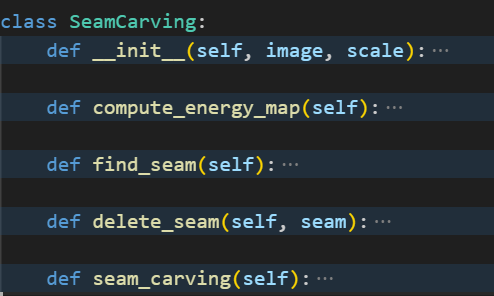 class SeamCarving:
    def __init__(self, image, scale):···
    def compute_energy_map(self):···
    def find_seam(self):···
    def delete_seam(self, seam):···
    def seam_carving(self):···